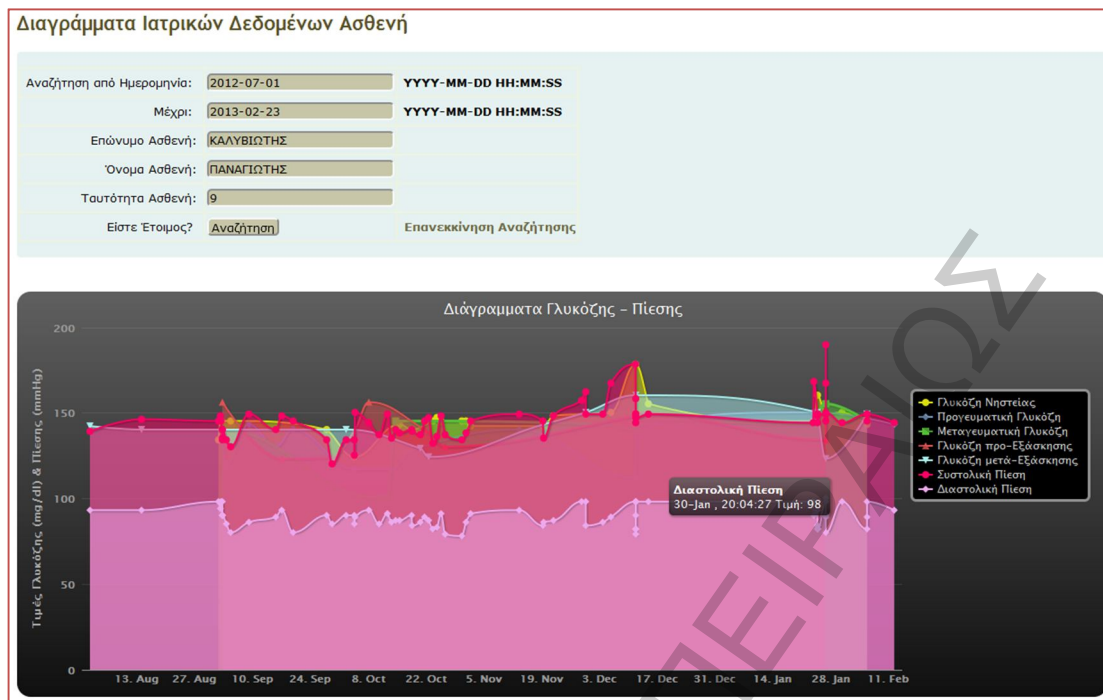 Διαγράμματα Ιατρικών Δεδομένων Ασθενή
Αναζήτηση από Ημερομηνία: 2012-07-01 YYYY-MM-DD HH:MM:SS
Μέχρι: 2013-02-23 YYYY-MM-DD HH:MM:SS
Επώνυμο Ασθενή: ΚΑΛΥΒΙΩΤΗΣ
Όνομα Ασθενή: ΠΑΝΑΓΙΩΤΗΣ
Ταυτότητα Ασθενή: 9
Είστε Έτοιμος? Αναζήτηση Επανεκκίνηση Αναζήτησης
Διάγραμματα Γλυκόζης – Πίεσης
Τιμές Γλυκόζης (mg/dl) & Πίεσης (mmHg)
200
150
100
50
0
Γλυκόζη Νηστείας
Προγευματική Γλυκόζη
Μεταγευματική Γλυκόζη
Γλυκόζη προ-Εξάσκησης
Γλυκόζη μετά-Εξάσκησης
Συστολική Πίεση
Διαστολική Πίεση
Διαστολική Πίεση
30-Jan , 20:04:27 Τιμή: 98
13. Aug 27. Aug 10. Sep 24. Sep 8. Oct 22. Oct 5. Nov 19. Nov 3. Dec 17. Dec 31. Dec 14. Jan 28. Jan 11. Feb
ΠΕΙΡΑΙΩΣ